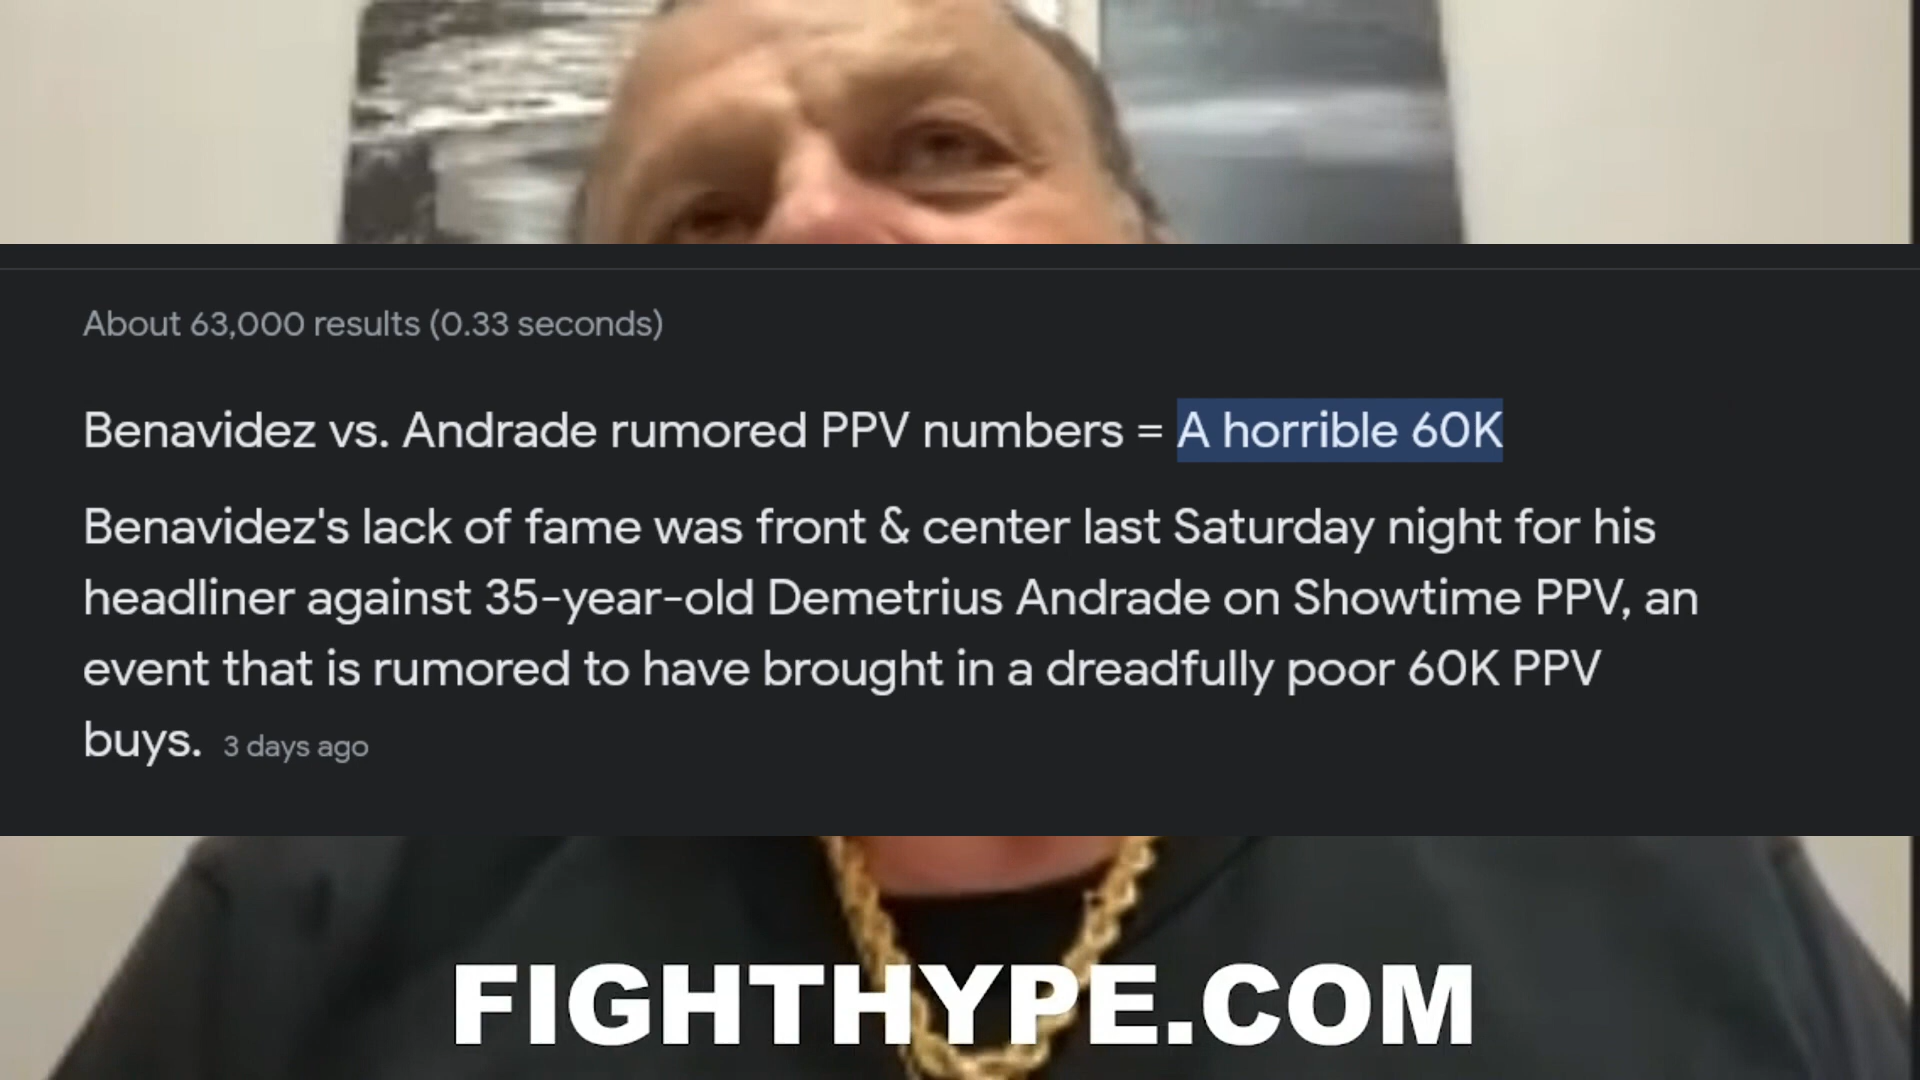 About 63,000 results (0.33 seconds)
Benavidez vs. Andrade rumored PPV numbers = A horrible 60K
Benavidez's lack of fame was front & center last Saturday night for his
headliner against 35-year-old Demetrius Andrade on Showtime PPV, an
event that is rumored to have brought in a dreadfully poor 60K PPV
buys. 3 days ago
FIGHTHYPE.COM